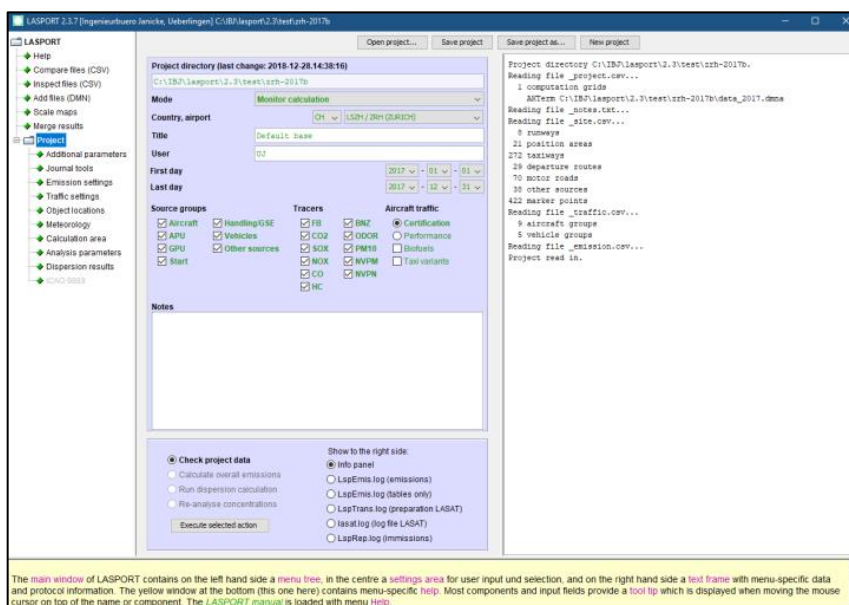 LASPORT 2.3.7 [Ingenieurbuero Janicke, Ueberlingen] C:\IBJ\lasport\2.3\test\zrh-2017b
LASPORT
Help
Compare files (CSV)
Inspect files (CSV)
Add files (DMN)
Scale maps
Merge results
Project
Additional parameters
Journal tools
Emission settings
Traffic settings
Object locations
Meteorology
Calculation area
Analysis parameters
Dispersion results
ICAO 9889
Open project... Save project Save project as... New project
Project directory (last change: 2018-12-28.14:38:16)
C:\IBJ\lasport\2.3\test\zrh-2017b
Mode Monitor calculation
Country, airport CH LSZH / ZRH (ZURICH)
Title Default base
User UJ
First day 2017 - 01 - 01
Last day 2017 - 12 - 31
Source groups Tracers Aircraft traffic
Aircraft Handling/GSE FB BNZ Certification
APU Vehicles CO2 ODOR Performance
GPU Other sources SOX PM10 Biofuels
Start NOX NVPM Taxi variants
CO NVPN
HC
Notes
Check project data
Calculate overall emissions
Run dispersion calculation
Re-analyse concentrations
Execute selected action
Show to the right side:
Info panel
LspEmis.log (emissions)
LspEmis.log (tables only)
LspTrans.log (preparation LASAT)
lasat.log (log file LASAT)
LspRep.log (immissions)
Project directory C:\IBJ\lasport\2.3\test\zrh-2017b.
Reading file _project.csv...
1 computation grids
AKTerm C:\IBJ\lasport\2.3\test\zrh-2017b\data_2017.dmna
Reading file _notes.txt...
Reading file _site.csv...
8 runways
21 position areas
272 taxiways
29 departure routes
70 motor roads
38 other sources
422 marker points
Reading file _traffic.csv...
9 aircraft groups
5 vehicle groups
Reading file _emission.csv...
Project read in.
The main window of LASPORT contains on the left hand side a menu tree, in the centre a settings area for user input und selection, and on the right hand side a text frame with menu-specific data
and protocol information. The yellow window at the bottom (this one here) contains menu-specific help. Most components and input fields provide a tool tip which is displayed when moving the mouse
cursor on top of the name or component. The LASPORT manual is loaded with menu Help.